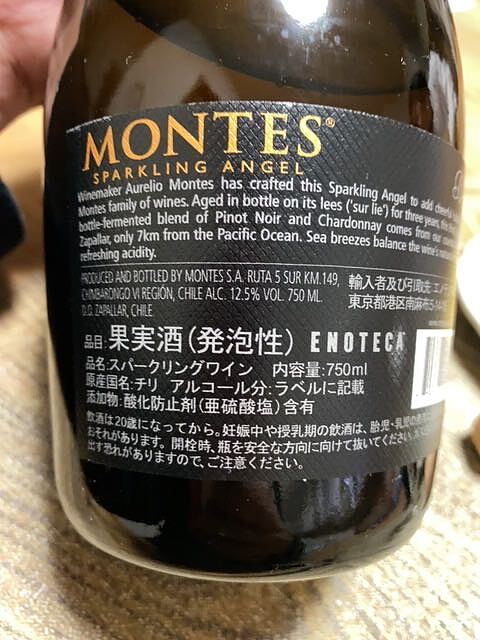 MONTES®
SPARKLING ANGEL
Winemaker Aurelio Montes has crafted this Sparkling Angel to add cheerful
Montes family of wines. Aged in bottle on its lees ('sur lie') for three years, this
bottle-fermented blend of Pinot Noir and Chardonnay comes from our
Zapallar, only 7km from the Pacific Ocean. Sea breezes balance the wine's
refreshing acidity.
PRODUCED AND BOTTLED BY MONTES S.A. RUTA 5 SUR KM.149,
CHIMBARONGO VI REGIÓN, CHILE ALC. 12.5% VOL. 750 ML.
D.O. ZAPALLAR, CHILE
輸入者及び引取先:エノテ
東京都港区南麻布5-14-15
品目:果実酒(発泡性) ENOTECA
品名:スパークリングワイン 内容量:750ml
原産国名:チリ アルコール分:ラベルに記載
添加物:酸化防止剤(亜硫酸塩)含有
飲酒は20歳になってから。妊娠中や授乳期の飲酒は、胎児・乳児の
おそれがあります。 開栓時、瓶を安全な方向に向けて抜いてください。
出す恐れがありますので、ご注意ください。